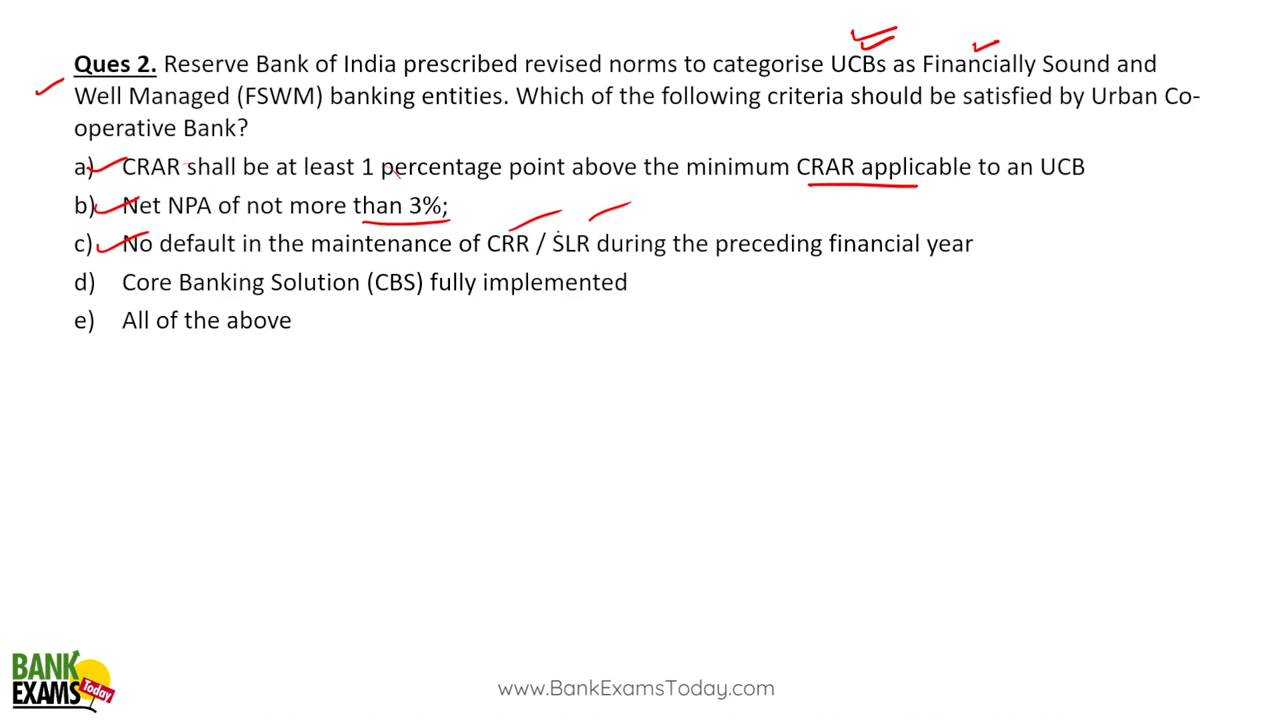 Ques 2. Reserve Bank of India prescribed revised norms to categorise UCBs as Financially Sound and
Well Managed (FSWM) banking entities. Which of the following criteria should be satisfied by Urban Co-
operative Bank?
a) CRAR shall be at least 1 percentage point above the minimum CRAR applicable to an UCB
b) Net NPA of not more than 3%;
c) No default in the maintenance of CRR / SLR during the preceding financial year
d) Core Banking Solution (CBS) fully implemented
e) All of the above
BANK
EXAMS
Today
www.BankExamsToday.com